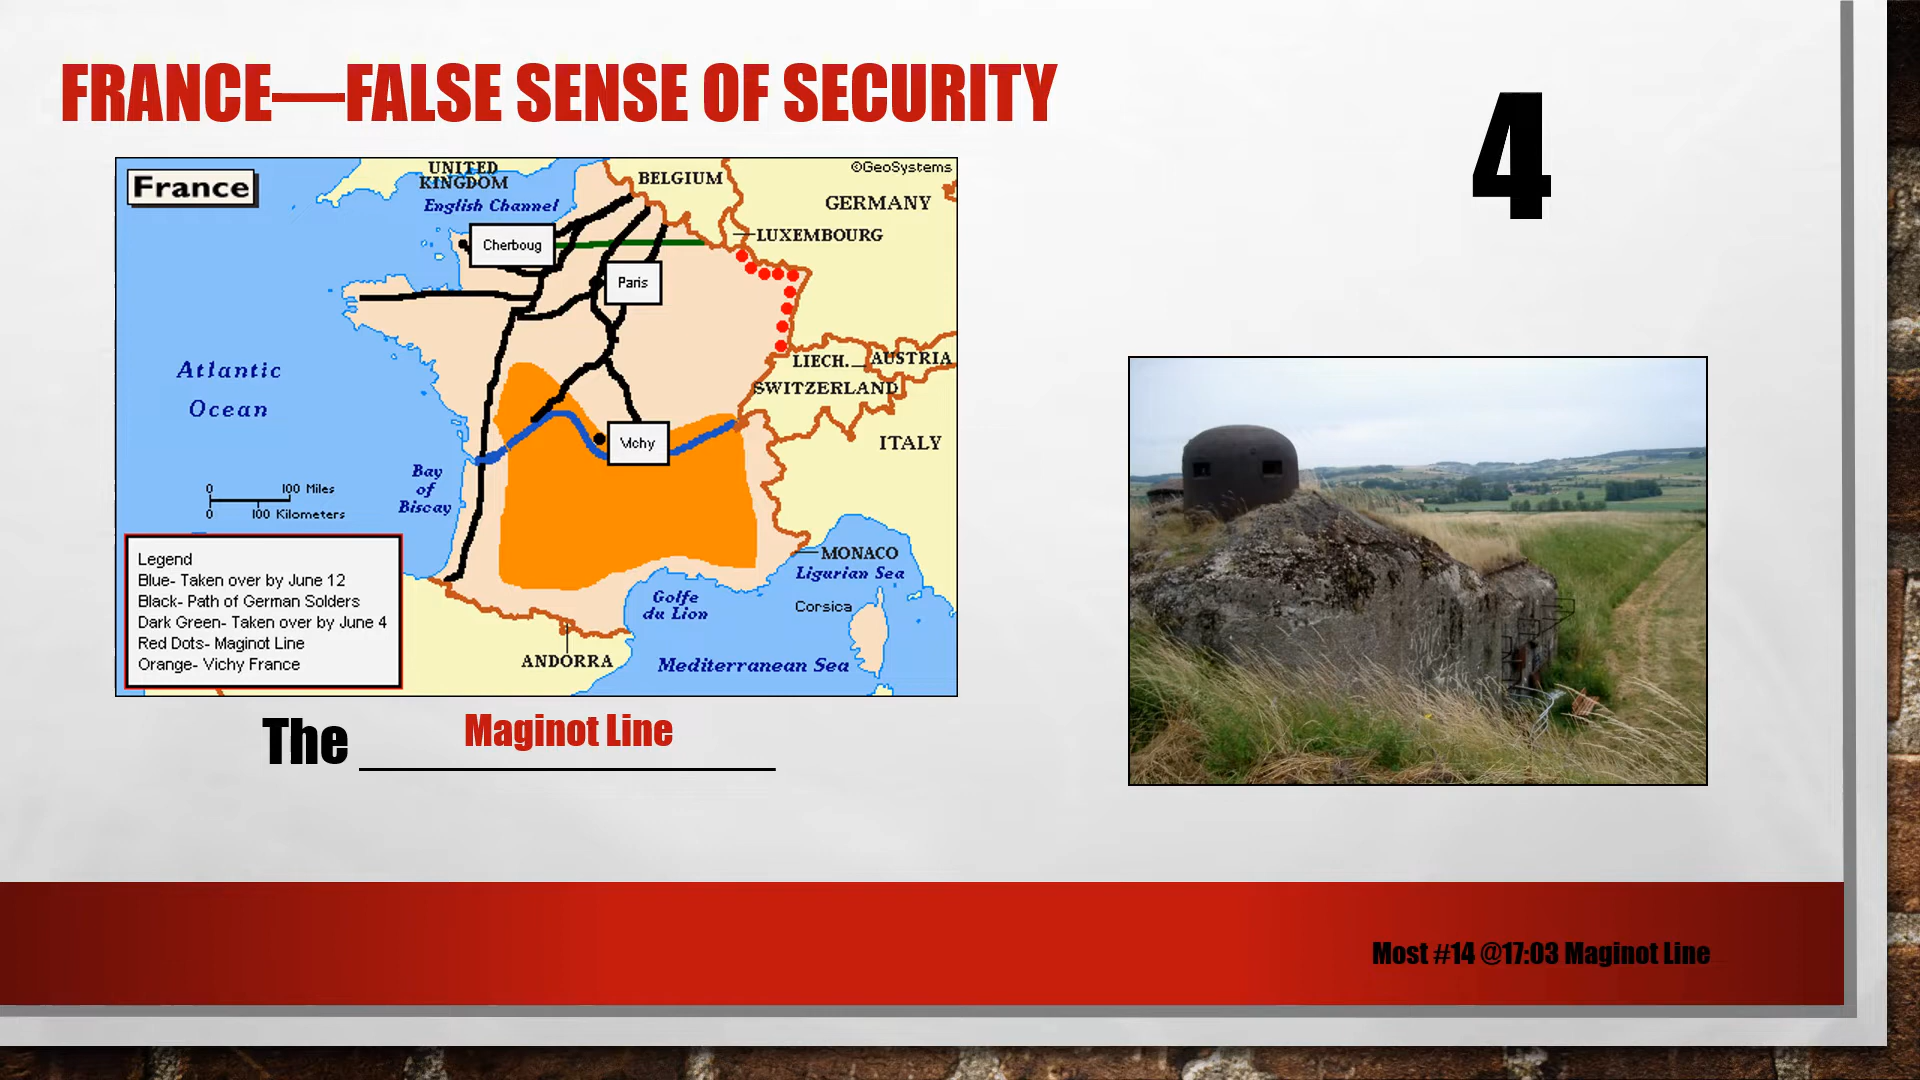 FRANCE—FALSE SENSE OF SECURITY
4
©GeoSystems
France
UNITED
KINGDOM
English Channel
BELGIUM
GERMANY
LUXEMBOURG
Cherboug
Paris
Atlantic
Ocean
LIECH.
AUSTRIA
SWITZERLAND
ITALY
Vichy
Bay
of
Biscay
0 100 Miles
0 100 Kilometers
Legend
Blue- Taken over by June 12
Black- Path of German Solders
Dark Green- Taken over by June 4
Red Dots- Maginot Line
Orange- Vichy France
MONACO
Ligurian Sea
Corsica
Golfe
du Lion
ANDORRA
Mediterranean Sea
The ____________ Maginot Line
Most #14 @17:03 Maginot Line